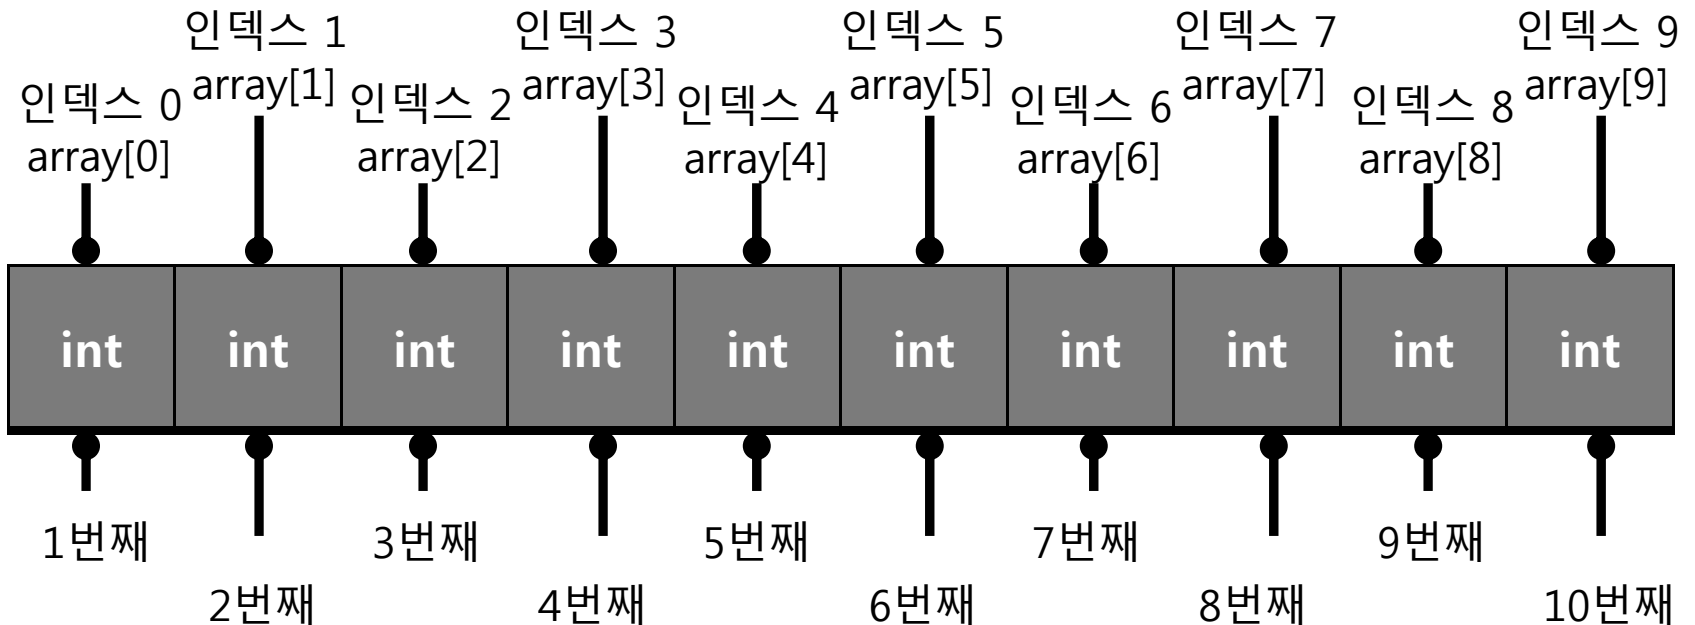 인덱스 1
인덱스 3
인덱스 5
인덱스 7
인덱스 9
인덱스 0
array[1]
인덱스 2
array[3]
인덱스 4
array[5]
인덱스 6
array[7]
인덱스 8
array[9]
array[0]
array[2]
array[4]
array[6]
array[8]
int
int
int
int
int
int
int
int
int
int
1번째
3번째
5번째
7번째
9번째
2번째
4번째
6번째
8번째
10번째